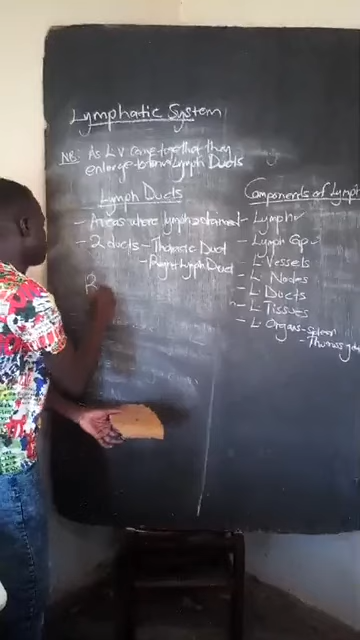 Lymphatic System
NB: As LV come together they
enlarge to form Lymph Ducts
Lymph Ducts
- Areas where lymph is drained
- 2 ducts - Thoracic Duct
- Right Lymph Duct
R
Components of Lymph
- Lymph
- Lymph Cap
- L. Vessels
- L. Nodes
- L. Ducts
- L. Tissues
- L. Organs - Spleen
- Thymus